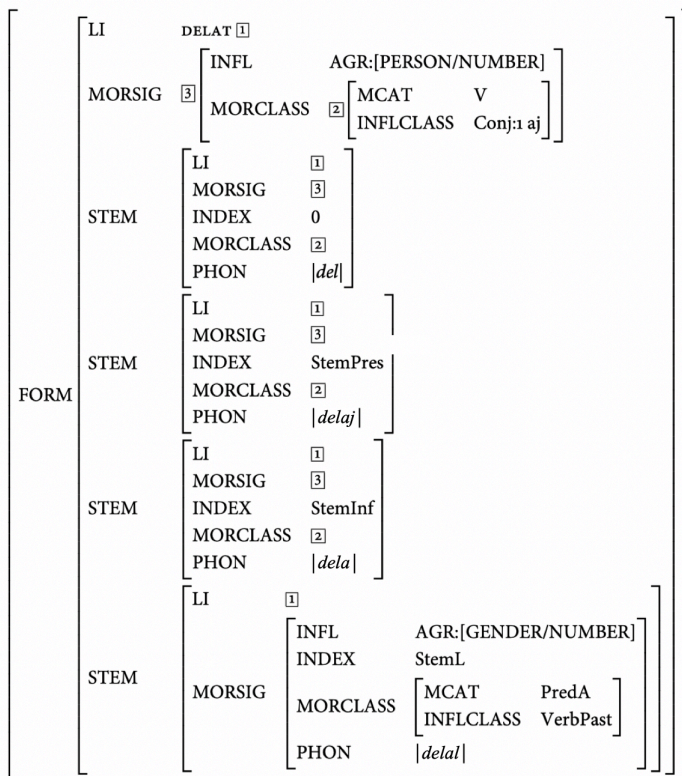 LI DELAT 1
INFL AGR:[PERSON/NUMBER]
MORSIG 3
MORCLASS 2 MCAT V
INFLCLASS Conj:1 aj
LI 1
MORSIG 3
STEM INDEX 0
MORCLASS 2
PHON |del|
LI 1
MORSIG 3
STEM INDEX StemPres
MORCLASS 2
FORM
PHON |delaj|
LI 1
MORSIG 3
STEM INDEX StemInf
MORCLASS 2
PHON |dela|
LI 1
INFL AGR:[GENDER/NUMBER]
INDEX StemL
STEM
MORSIG MORCLASS MCAT PredA
INFLCLASS VerbPast
PHON |delal|